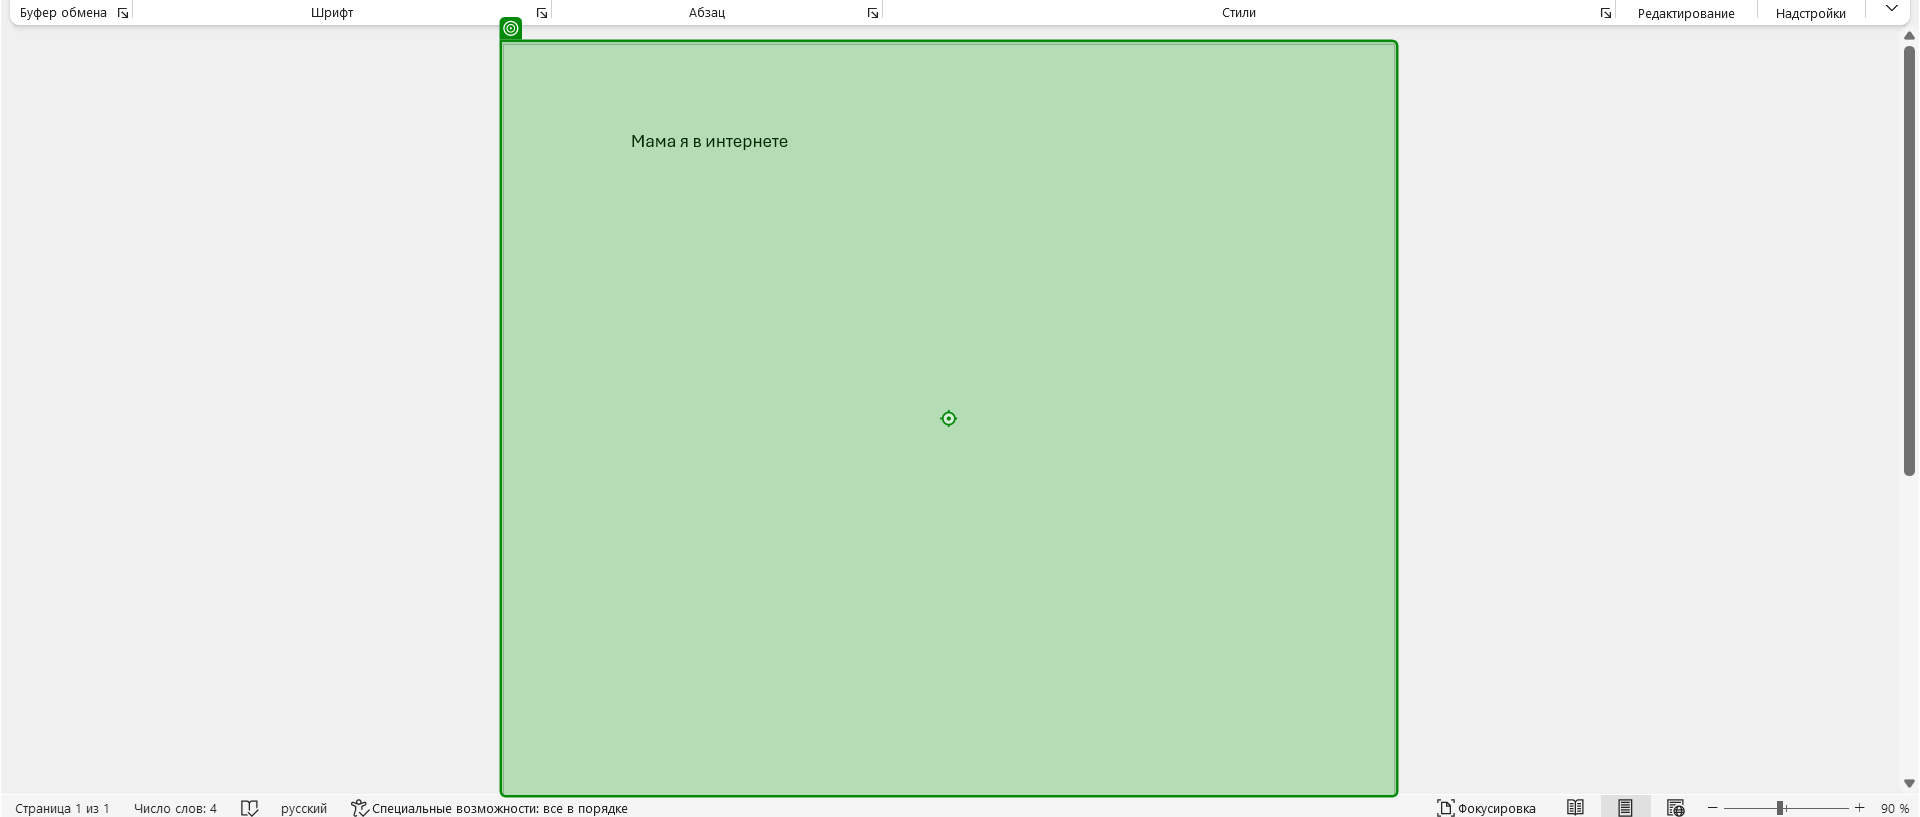 Буфер обмена
Шрифт
Абзац
Стили
Редактирование
Надстройки
Мама я в интернете
Страница 1 из 1
Число слов: 4
русский
Специальные возможности: все в порядке
Фокусировка
90 %